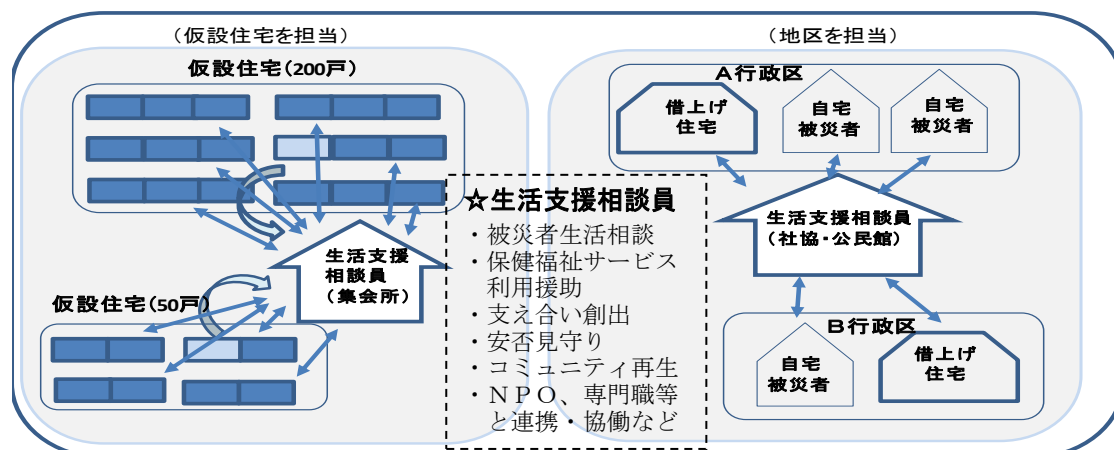 (仮設住宅を担当)
仮設住宅(200戸)
生活支援
相談員
(集会所)
仮設住宅(50戸)
☆生活支援相談員
・被災者生活相談
・保健福祉サービス
利用援助
・支え合い創出
・安否見守り
・コミュニティ再生
・ＮＰＯ、専門職等
と連携・協働など
(地区を担当)
Ａ行政区
借上げ
住宅
自宅
被災者
自宅
被災者
生活支援相談員
(社協・公民館)
Ｂ行政区
自宅
被災者
借上げ
住宅